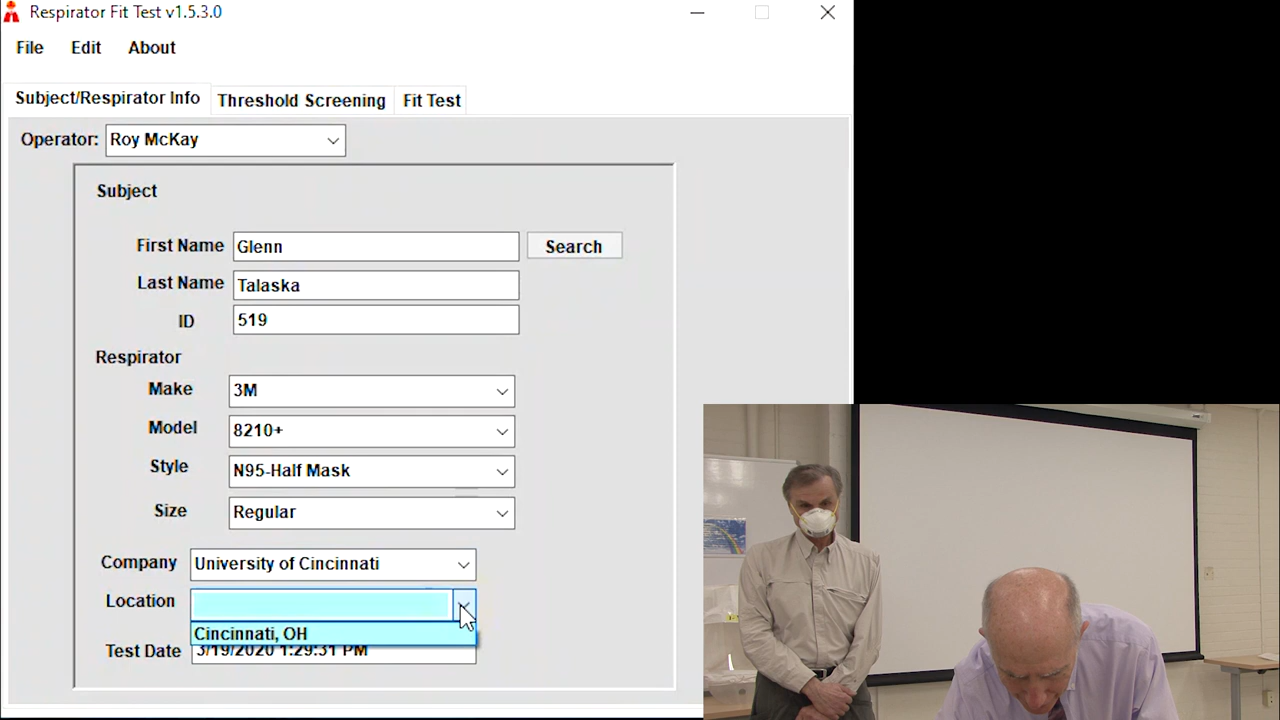 Respirator Fit Test v1.5.3.0
File Edit About
Subject/Respirator Info Threshold Screening Fit Test
Operator: Roy McKay
Subject
First Name Glenn Search
Last Name Talaska
ID 519
Respirator
Make 3M
Model 8210+
Style N95-Half Mask
Size Regular
Company University of Cincinnati
Location
Cincinnati, OH
Test Date 3/19/2020 1:29:31 PM